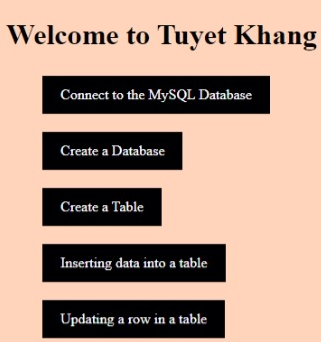 Welcome to Tuyet Khang
Connect to the MySQL Database
Create a Database
Create a Table
Inserting data into a table
Updating a row in a table